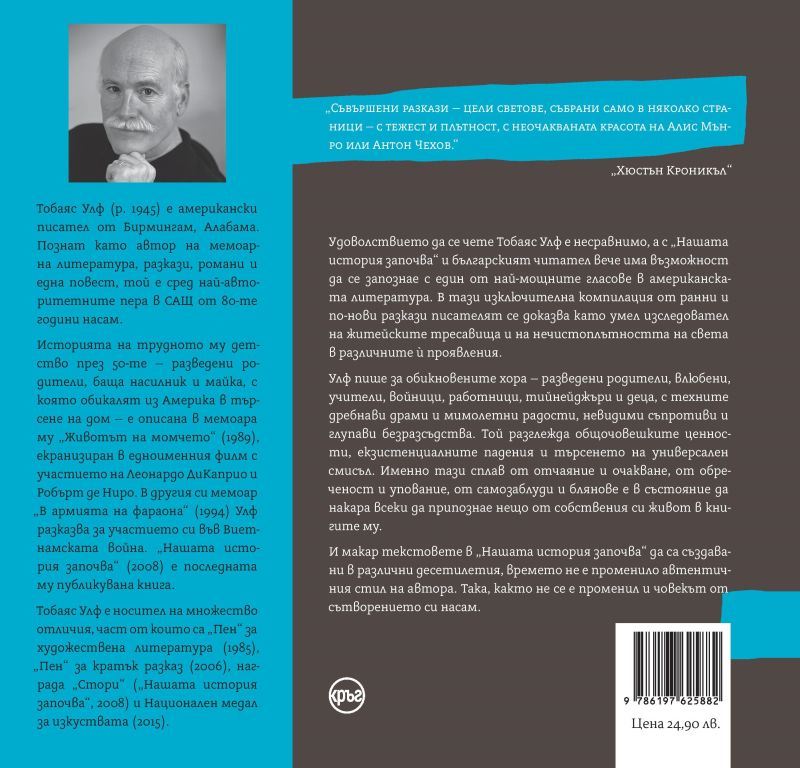 Тобаяс Улф (р. 1945) е американски
писател от Бирмингам, Алабама.
Познат като автор на мемоар-
на литература, разкази, романи и
една повест, той е сред най-авто-
ритетните пера в САЩ от 80-те
години насам.
Историята на трудното му дет-
ство през 50-те – разведени ро-
дители, баща насилник и майка, с
която обикалят из Америка в тър-
сене на дом – е описана в мемоара
му „Животът на момчето“ (1989),
екранизиран в едноименния филм с
участието на Леонардо ДиКаприо и
Робърт де Ниро. В другия си мемоар
„В армията на фараона“ (1994) Улф
разказва за участието си във Виет-
намската война. „Нашата исто-
рия започва“ (2008) е последната
му публикувана книга.
Тобаяс Улф е носител на множество
отличия, част от които са „Пен“ за
художествена литература (1985),
„Пен“ за кратък разказ (2006), наг-
рада „Стори“ („Нашата история
започва“, 2008) и Национален медал
за изкуствата (2015).
„Съвършени разкази – цели светове, събрани само в няколко стра-
ници – с тежест и плътност, с неочакваната красота на Алис Мън-
ро или Антон Чехов.“
„Хюстън Кроникъл“
Удоволствието да се чете Тобаяс Улф е несравнимо, а с „Нашата
история започва“ и българският читател вече има възможност
да се запознае с един от най-мощните гласове в американска-
та литература. В тази изключителна компилация от ранни и
по-нови разкази писателят се доказва като умел изследовател
на житейските тресавища и на нечистоплътността на света
в различните ѝ проявления.
Улф пише за обикновените хора – разведени родители, влюбени,
учители, войници, работници, тийнейджъри и деца, с техните
дребнави драми и мимолетни радости, невидими съпротиви и
глупави безразсъдства. Той разглежда общочовешките ценнос-
ти, екзистенциалните падения и търсенето на универсален
смисъл. Именно тази сплав от отчаяние и очакване, от обре-
ченост и упование, от самозаблуди и блянове е в състояние да
накара всеки да припознае нещо от собствения си живот в кни-
гите му.
И макар текстовете в „Нашата история започва“ да са създава-
ни в различни десетилетия, времето не е променило автентич-
ния стил на автора. Така, както не се е променил и човекът от
сътворението си насам.
кръг
9 786197 625882
Цена 24,90 лв.